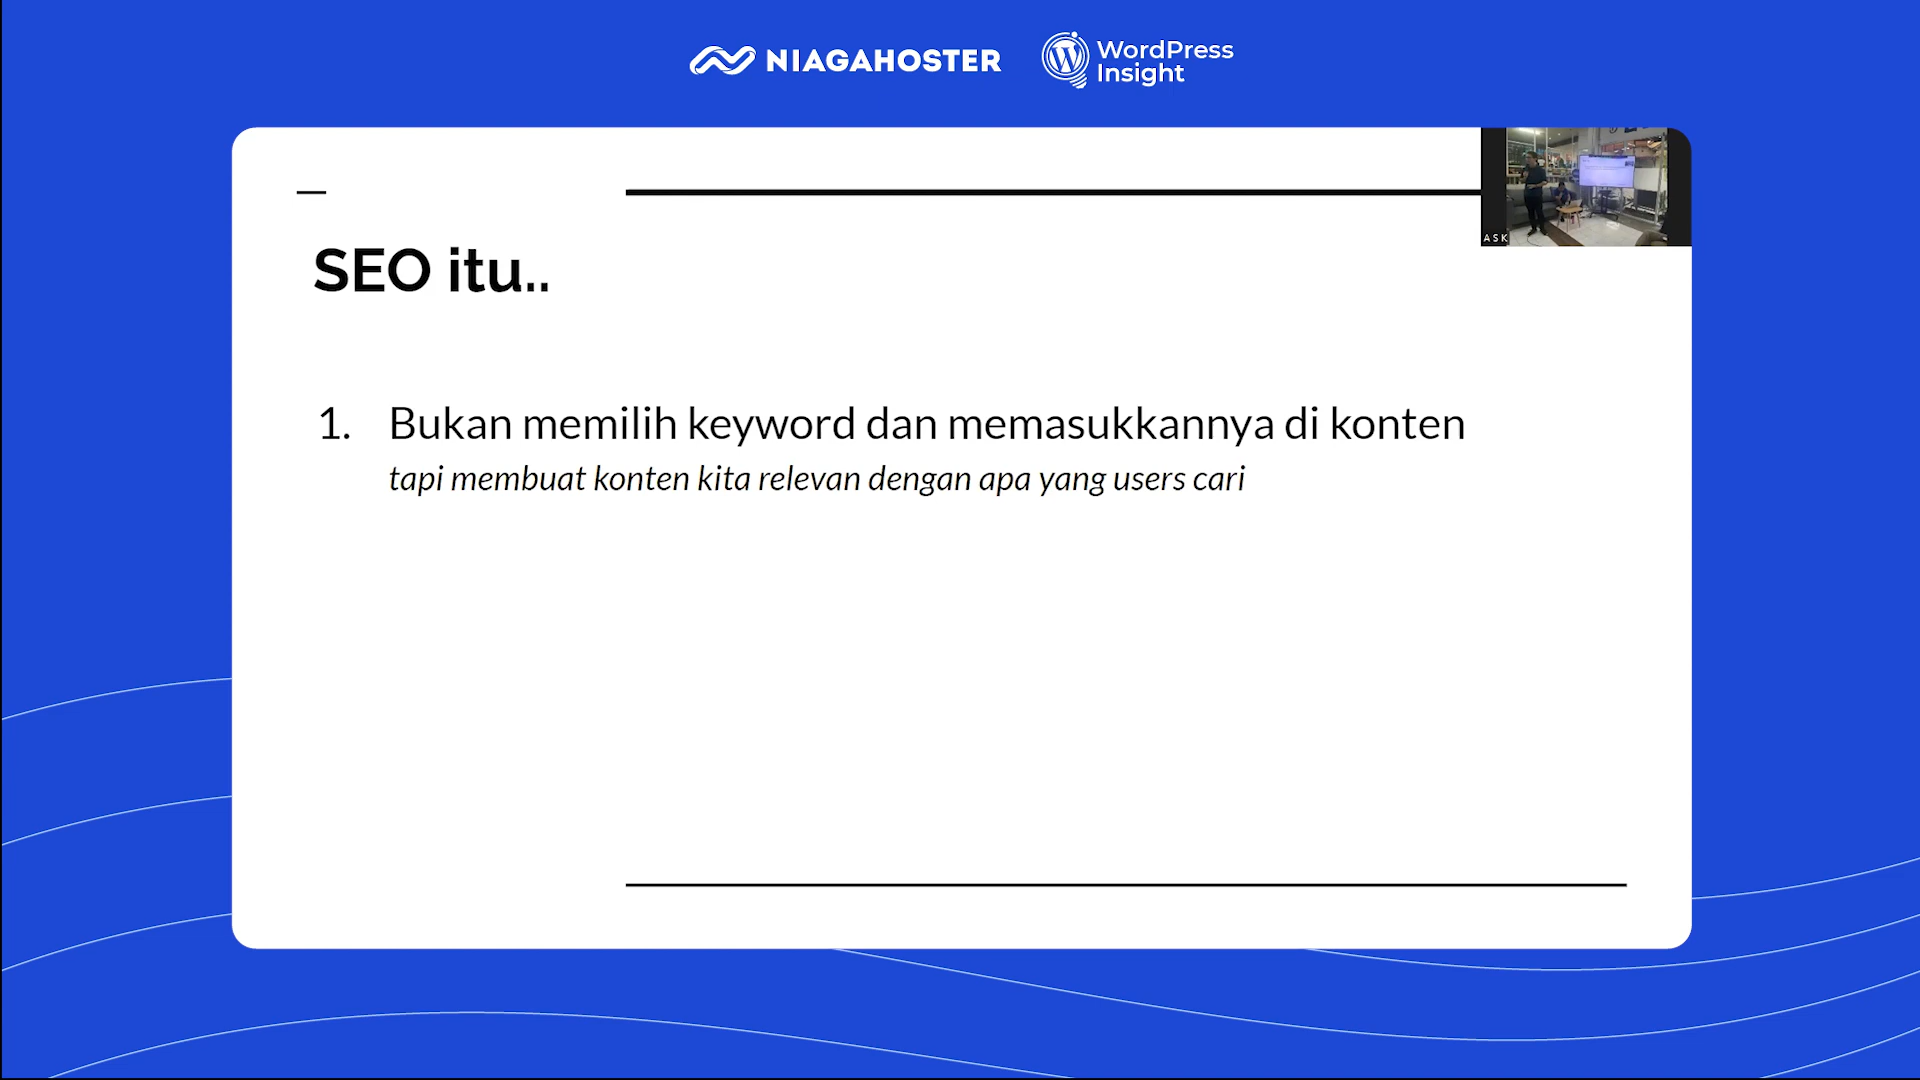 NIAGAHOSTER
WordPress
Insight
ASK
SEO itu..
1. Bukan memilih keyword dan memasukkannya di konten
tapi membuat konten kita relevan dengan apa yang users cari